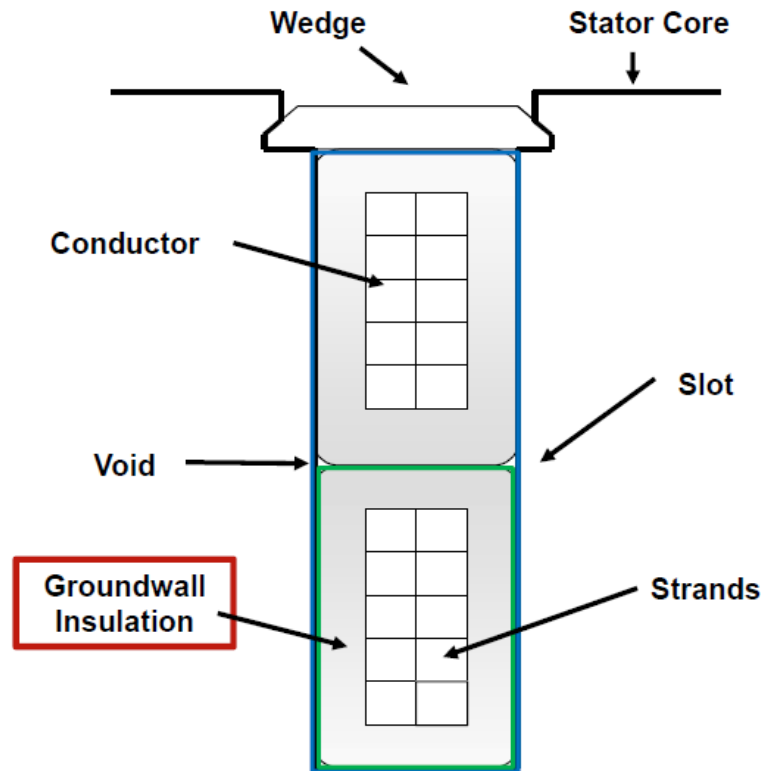 Wedge
Stator Core
Conductor
Slot
Void
Groundwall
Insulation
Strands